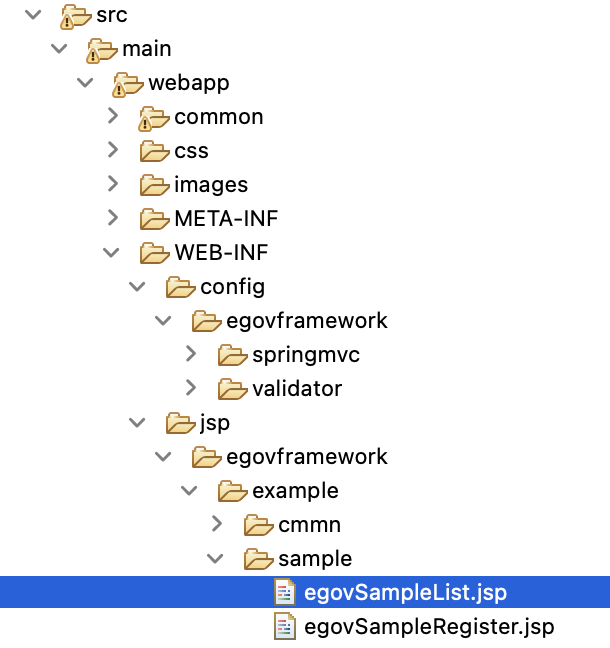 src
main
webapp
common
css
images
META-INF
WEB-INF
config
egovframework
springmvc
validator
jsp
egovframework
example
cmmn
sample
egovSampleList.jsp
egovSampleRegister.jsp